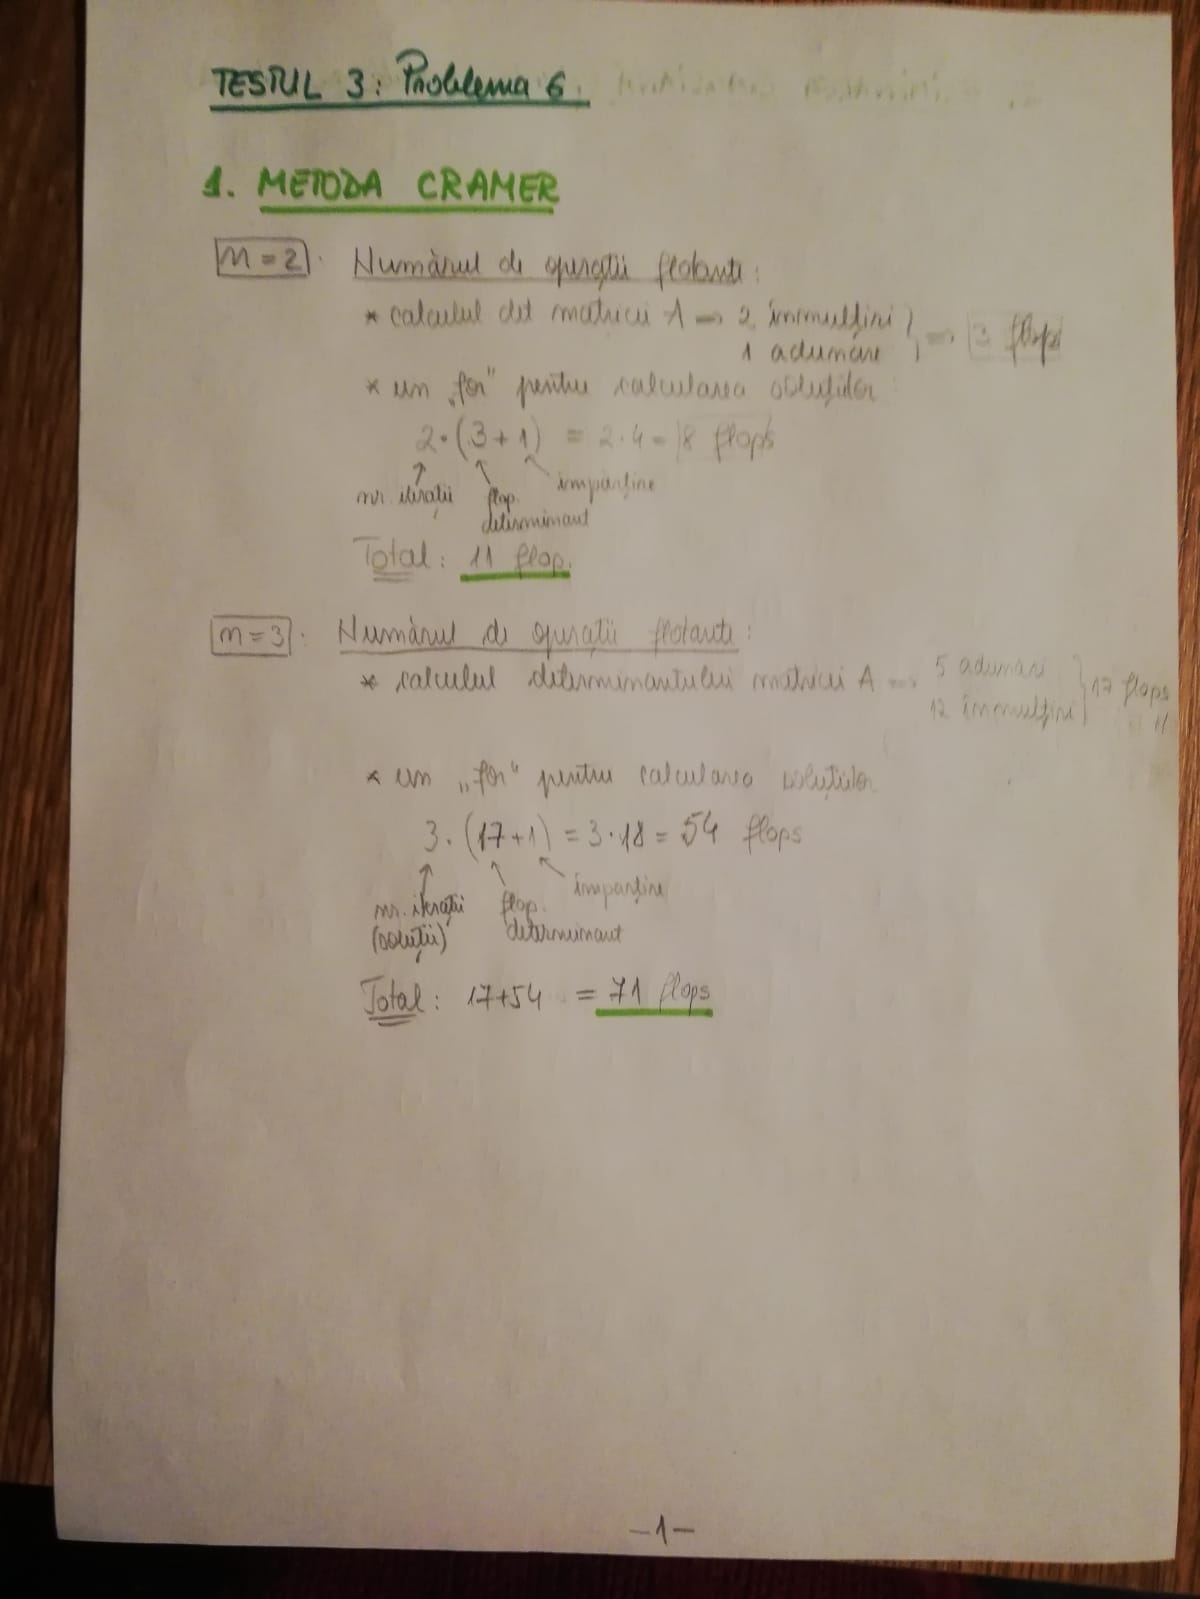 TESTUL 3: Problema 6.
1. METODA CRAMER
n=2. Numărul de operații flotante:
* calculul det matricii A => 2 înmulțiri
1 adunare } => 3 flops
* un „for” pentru calcularea soluțiilor:
2·(3+1) = 2·4 = 8 flops
nr. iterații flop. împărțire
determinant
Total: 11 flop.
n=3: Numărul de operații flotante:
* calculul determinantului matricii A => 5 adunări
12 înmulțiri } 17 flops
* un „for” pentru calcularea soluțiilor
3·(17+1) = 3·18 = 54 flops
nr. iterații flop. împărțire
(soluții) determinant
Total: 17+54 = 71 flops
-1-